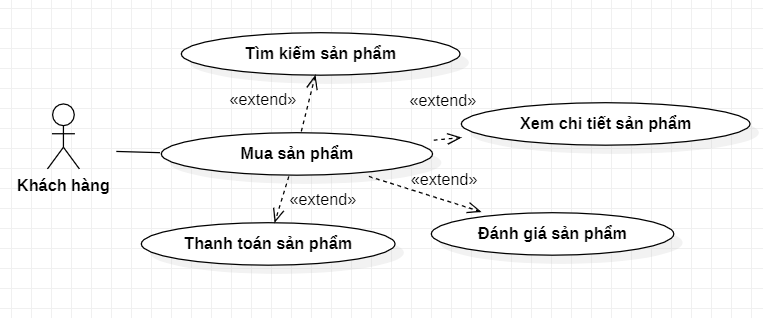 Tìm kiếm sản phẩm
«extend»
«extend»
Xem chi tiết sản phẩm
Mua sản phẩm
Khách hàng
«extend»
«extend»
Đánh giá sản phẩm
Thanh toán sản phẩm